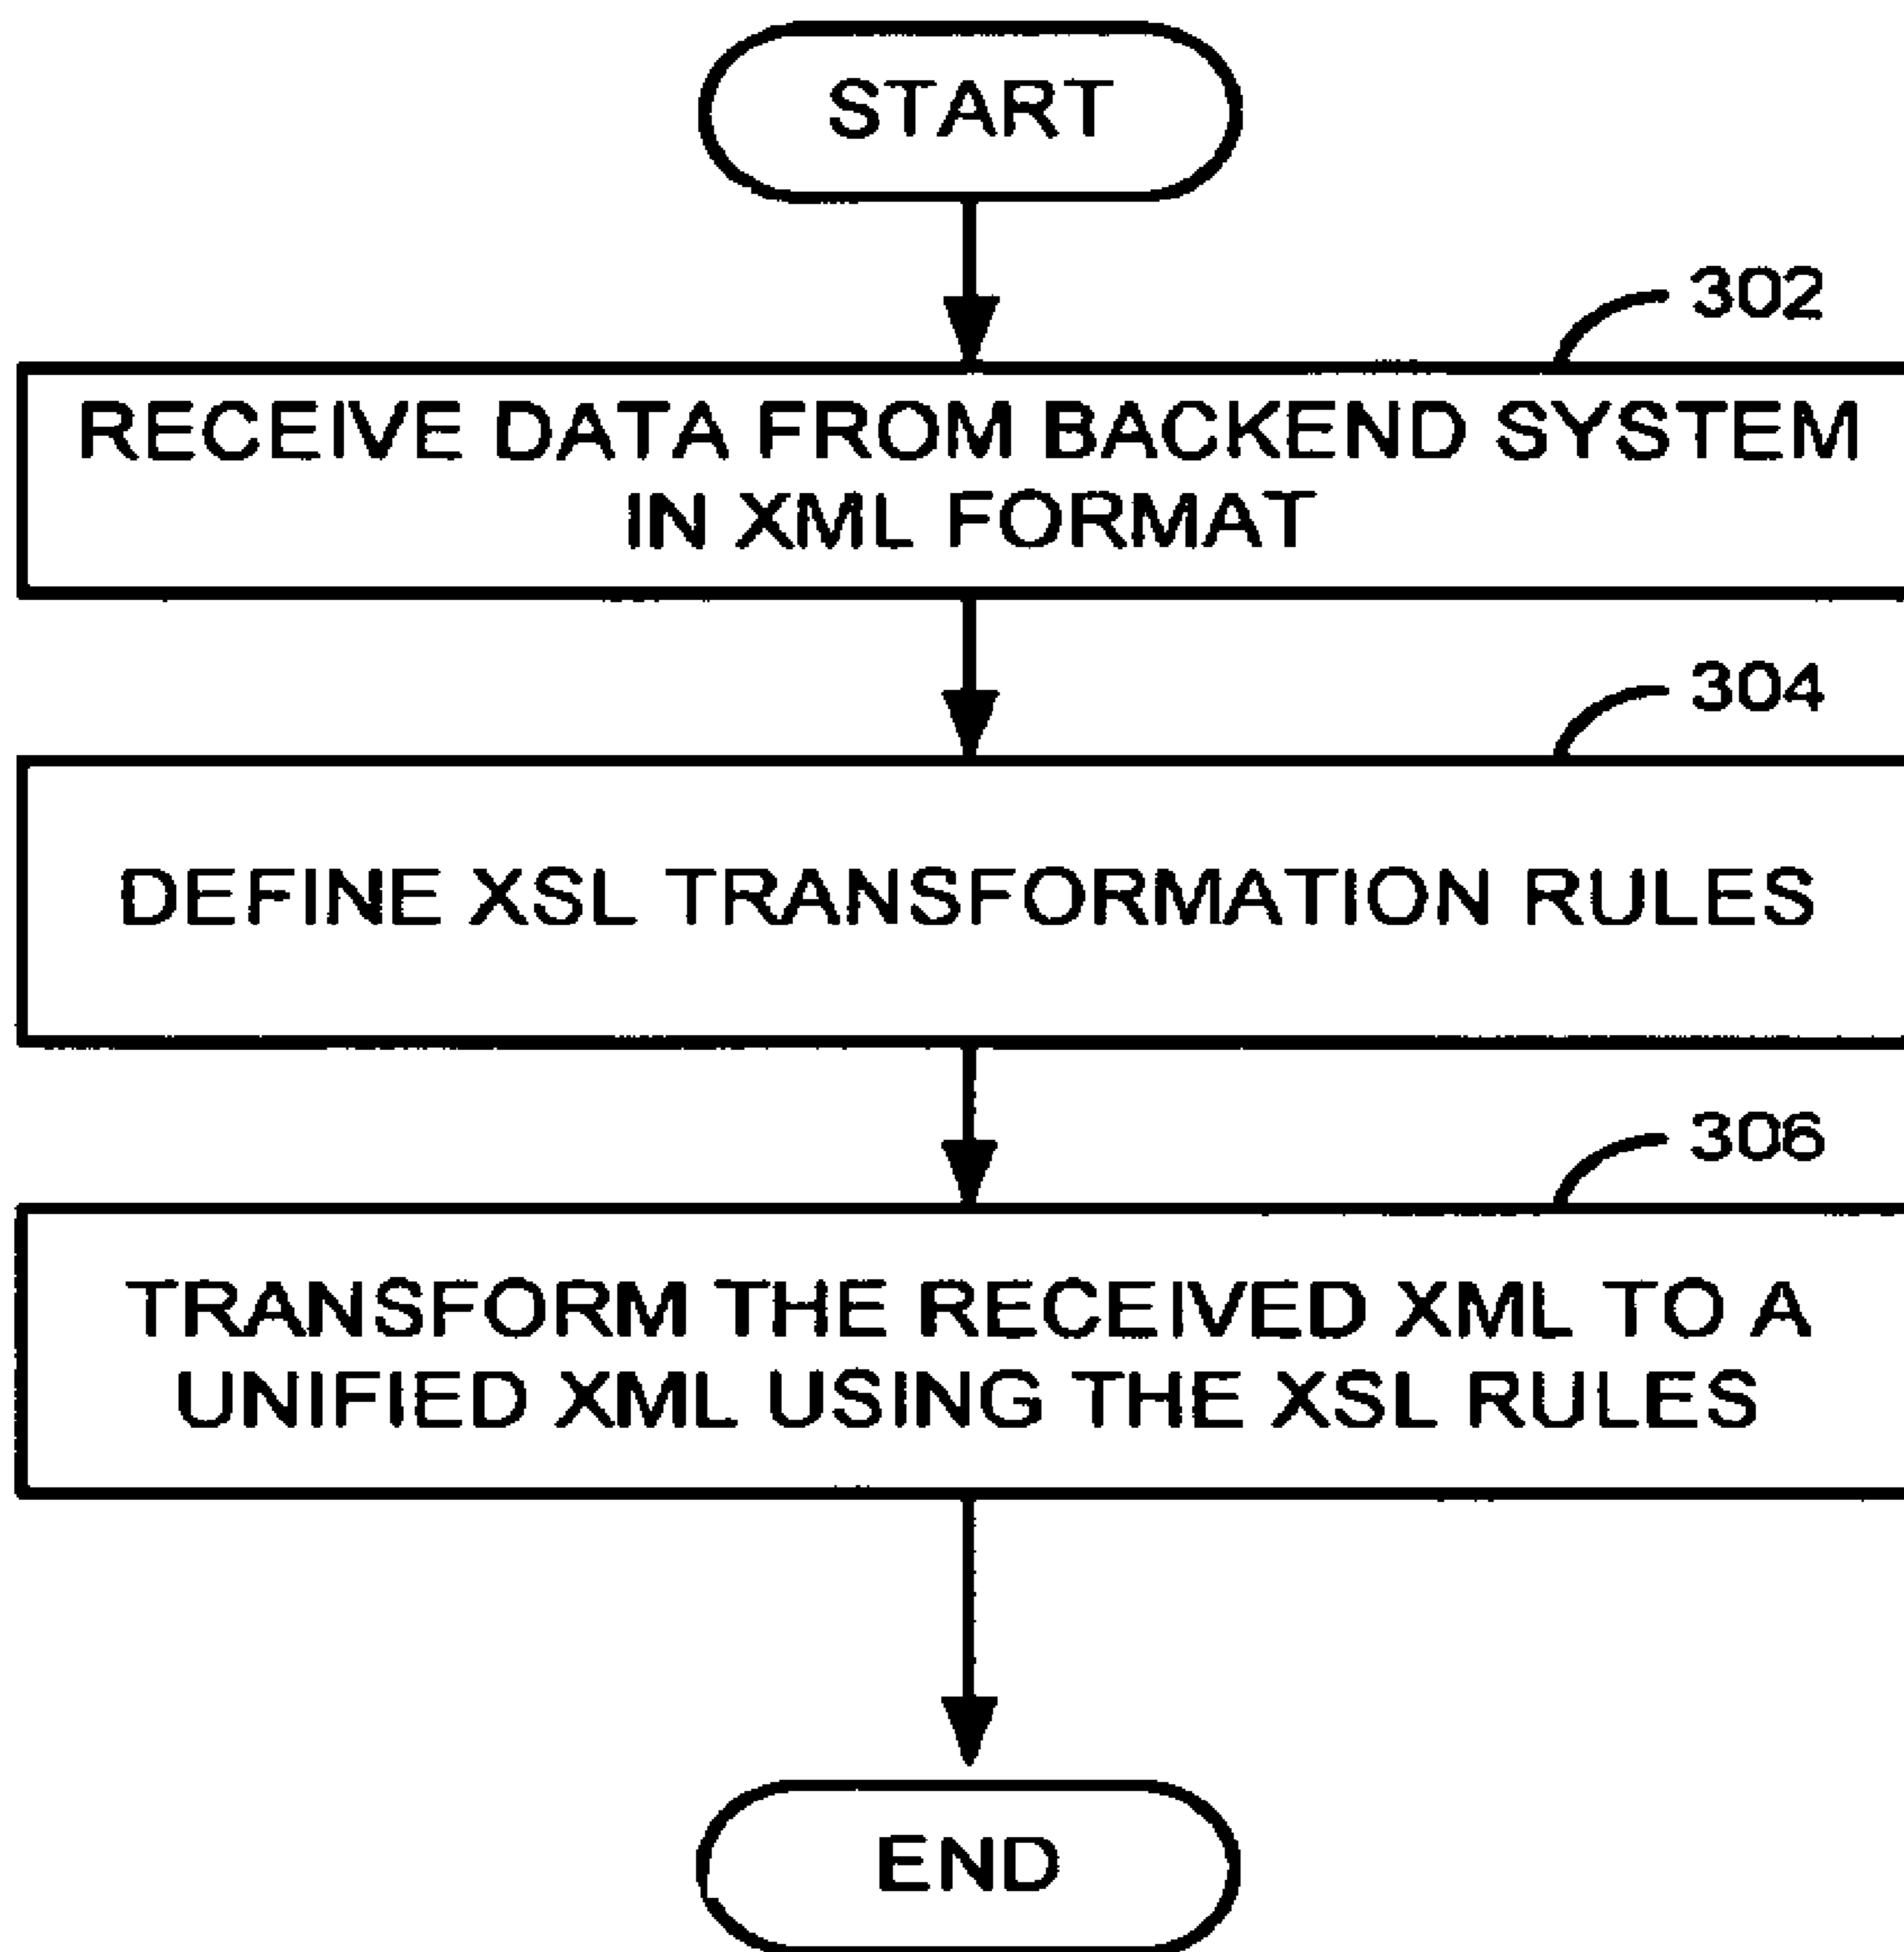 START
302
RECEIVE DATA FROM BACKEND SYSTEM
IN XML FORMAT
304
DEFINE XSL TRANSFORMATION RULES
306
TRANSFORM THE RECEIVED XML TO A
UNIFIED XML USING THE XSL RULES
END